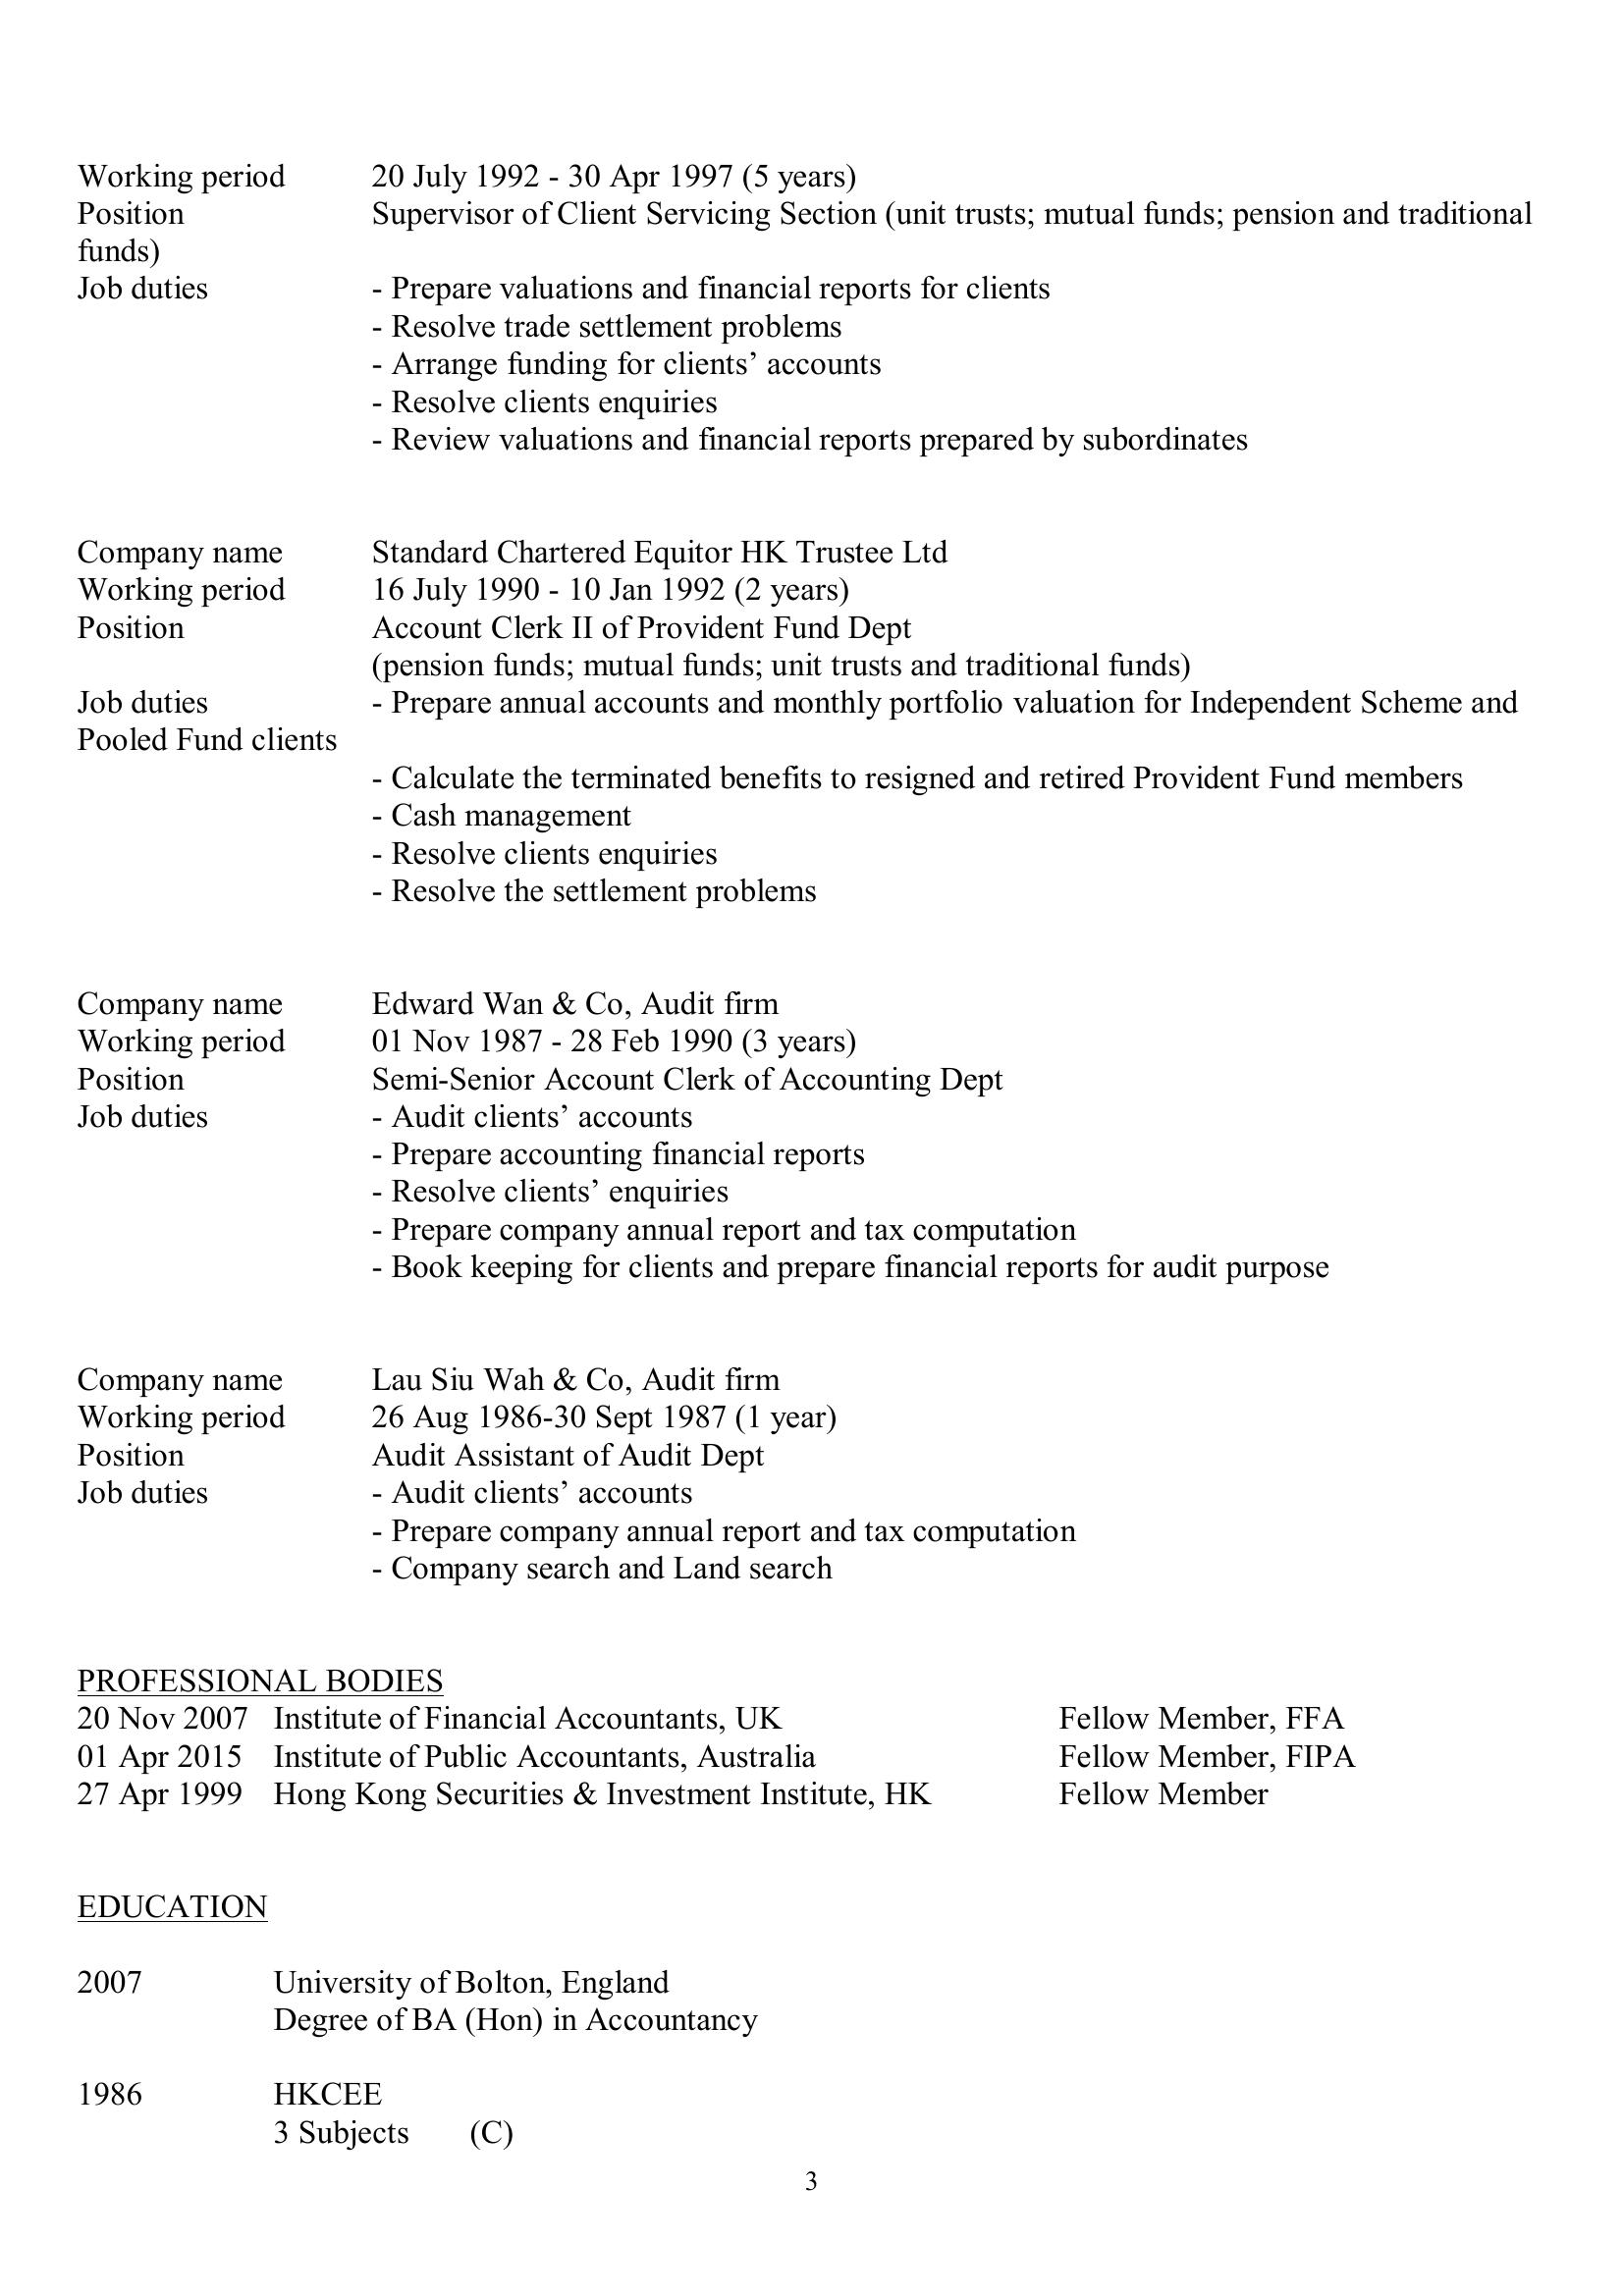 Working period 20 July 1992 - 30 Apr 1997 (5 years)
Position Supervisor of Client Servicing Section (unit trusts; mutual funds; pension and traditional
funds)
Job duties - Prepare valuations and financial reports for clients
- Resolve trade settlement problems
- Arrange funding for clients’ accounts
- Resolve clients enquiries
- Review valuations and financial reports prepared by subordinates
Company name Standard Chartered Equitor HK Trustee Ltd
Working period 16 July 1990 - 10 Jan 1992 (2 years)
Position Account Clerk II of Provident Fund Dept
(pension funds; mutual funds; unit trusts and traditional funds)
Job duties - Prepare annual accounts and monthly portfolio valuation for Independent Scheme and
Pooled Fund clients
- Calculate the terminated benefits to resigned and retired Provident Fund members
- Cash management
- Resolve clients enquiries
- Resolve the settlement problems
Company name Edward Wan & Co, Audit firm
Working period 01 Nov 1987 - 28 Feb 1990 (3 years)
Position Semi-Senior Account Clerk of Accounting Dept
Job duties - Audit clients’ accounts
- Prepare accounting financial reports
- Resolve clients’ enquiries
- Prepare company annual report and tax computation
- Book keeping for clients and prepare financial reports for audit purpose
Company name Lau Siu Wah & Co, Audit firm
Working period 26 Aug 1986-30 Sept 1987 (1 year)
Position Audit Assistant of Audit Dept
Job duties - Audit clients’ accounts
- Prepare company annual report and tax computation
- Company search and Land search
PROFESSIONAL BODIES
20 Nov 2007 Institute of Financial Accountants, UK Fellow Member, FFA
01 Apr 2015 Institute of Public Accountants, Australia Fellow Member, FIPA
27 Apr 1999 Hong Kong Securities & Investment Institute, HK Fellow Member
EDUCATION
2007 University of Bolton, England
Degree of BA (Hon) in Accountancy
1986 HKCEE
3 Subjects (C)
3